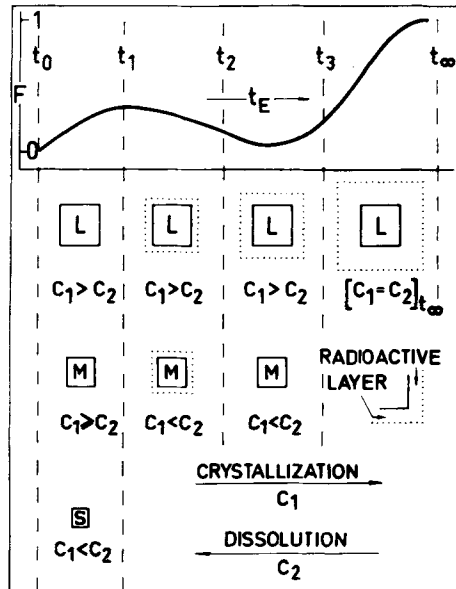 1
t₀ t₁ t₂ t₃ t∞
F t_E
0
L L L L
C₁>C₂ C₁>C₂ C₁>C₂ [C₁=C₂]t∞
M M M RADIOACTIVE
LAYER
C₁⩾C₂ C₁<C₂ C₁<C₂
CRYSTALLIZATION
C₁
S
C₁<C₂ DISSOLUTION
C₂